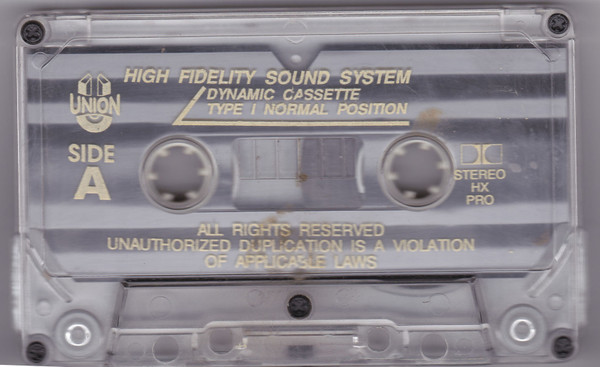 HIGH FIDELITY SOUND SYSTEM
DYNAMIC CASSETTE
TYPE I NORMAL POSITION
UNION
SIDE
A
STEREO
HX
PRO
ALL RIGHTS RESERVED
UNAUTHORIZED DUPLICATION IS A VIOLATION
OF APPLICABLE LAWS